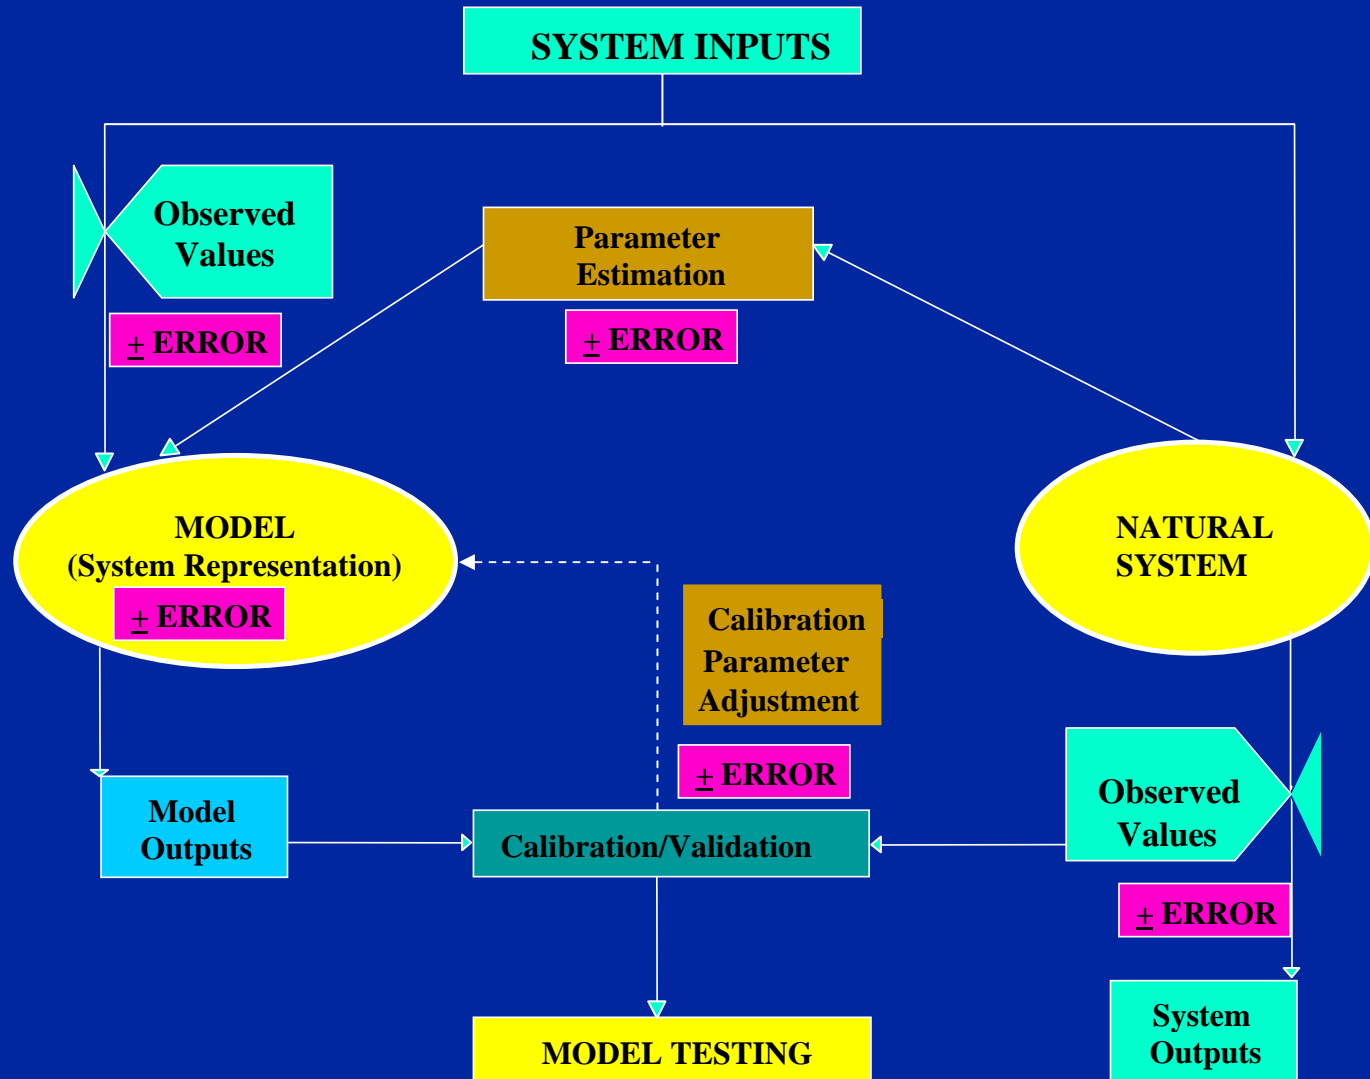 SYSTEM INPUTS
Observed
Values
± ERROR
Parameter
Estimation
± ERROR
MODEL
(System Representation)
± ERROR
NATURAL
SYSTEM
Calibration
Parameter
Adjustment
± ERROR
Model
Outputs
Calibration/Validation
Observed
Values
± ERROR
System
Outputs
MODEL TESTING